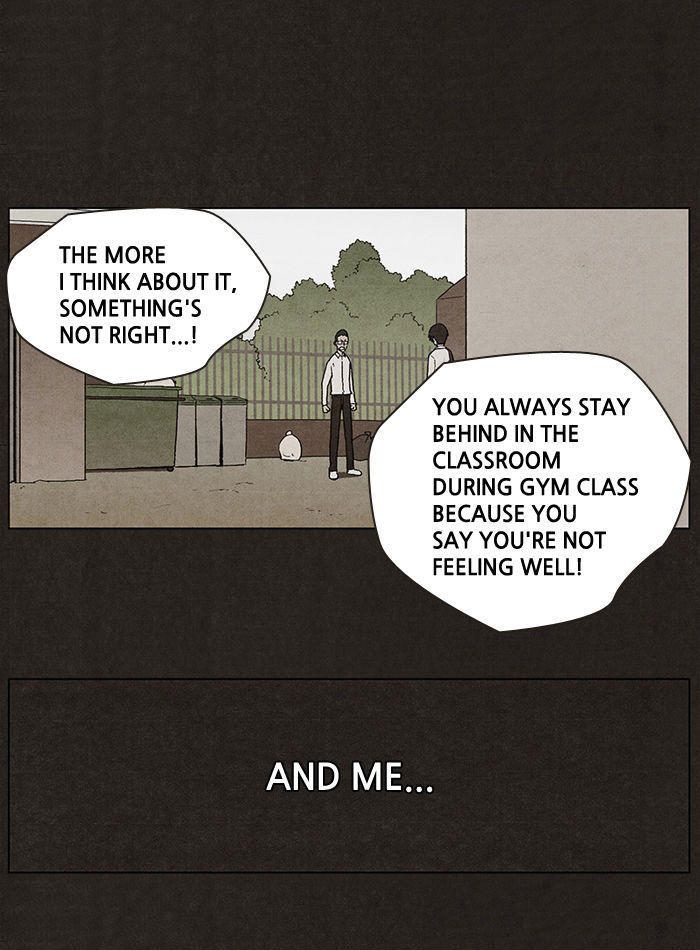 THE MORE
I THINK ABOUT IT,
SOMETHING'S
NOT RIGHT...!
YOU ALWAYS STAY
BEHIND IN THE
CLASSROOM
DURING GYM CLASS
BECAUSE YOU
SAY YOU'RE NOT
FEELING WELL!
AND ME...